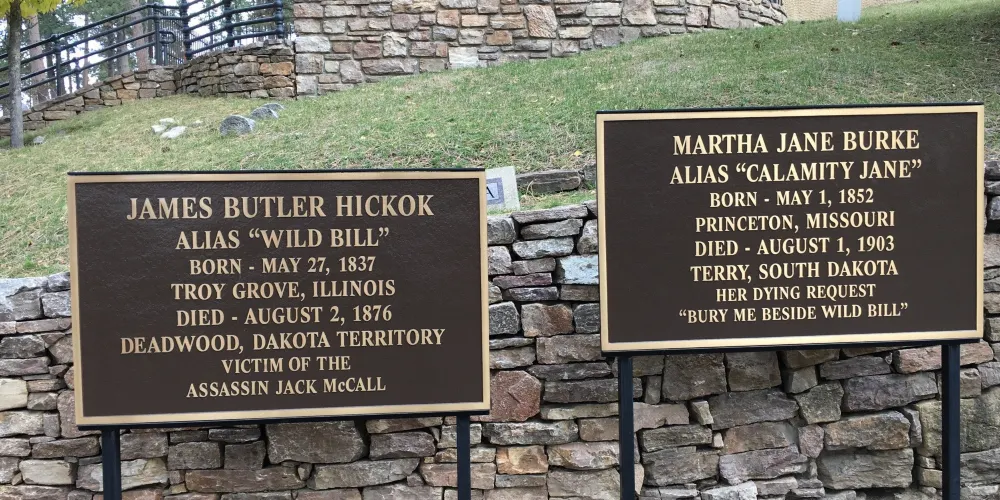 JAMES BUTLER HICKOK
ALIAS "WILD BILL"
BORN - MAY 27, 1837
TROY GROVE, ILLINOIS
DIED - AUGUST 2, 1876
DEADWOOD, DAKOTA TERRITORY
VICTIM OF THE
ASSASSIN JACK McCALL
MARTHA JANE BURKE
ALIAS "CALAMITY JANE"
BORN - MAY 1, 1852
PRINCETON, MISSOURI
DIED - AUGUST 1, 1903
TERRY, SOUTH DAKOTA
HER DYING REQUEST
"BURY ME BESIDE WILD BILL"